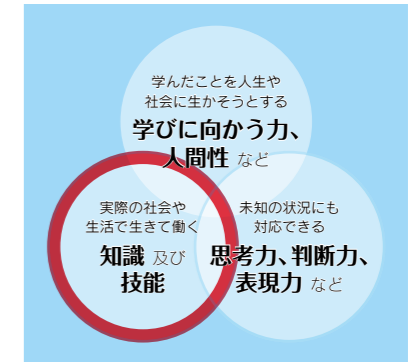 学んだことを人生や
社会に生かそうとする
学びに向かう力、
人間性 など
実際の社会や
生活で生きて働く
知識 及び
技能
未知の状況にも
対応できる
思考力、判断力、
表現力 など